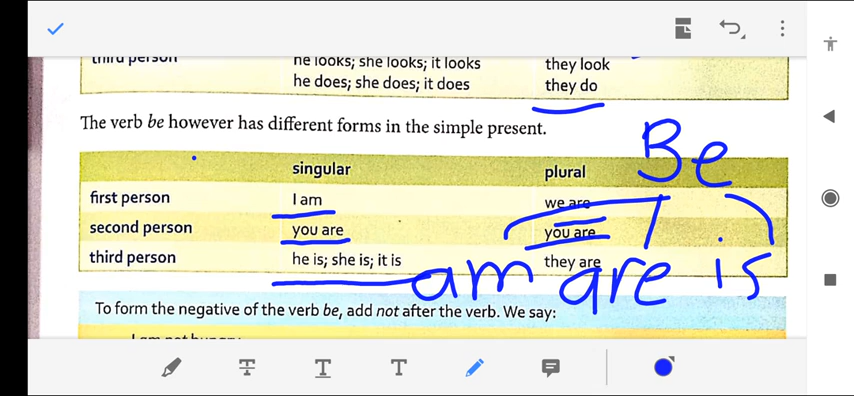 third person he looks; she looks; it looks they look
he does; she does; it does they do
The verb be however has different forms in the simple present.
Be
singular plural
first person I am we are
second person you are you are
third person he is; she is; it is they are
am are is
To form the negative of the verb be, add not after the verb. We say:
I am not hungry